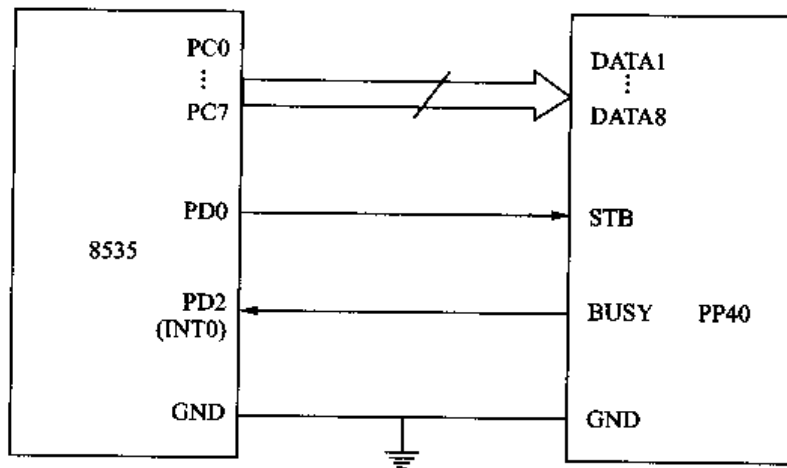 PC0
⋮
PC7
PD0
8535
PD2
(INT0)
GND
DATA1
⋮
DATA8
STB
BUSY
PP40
GND